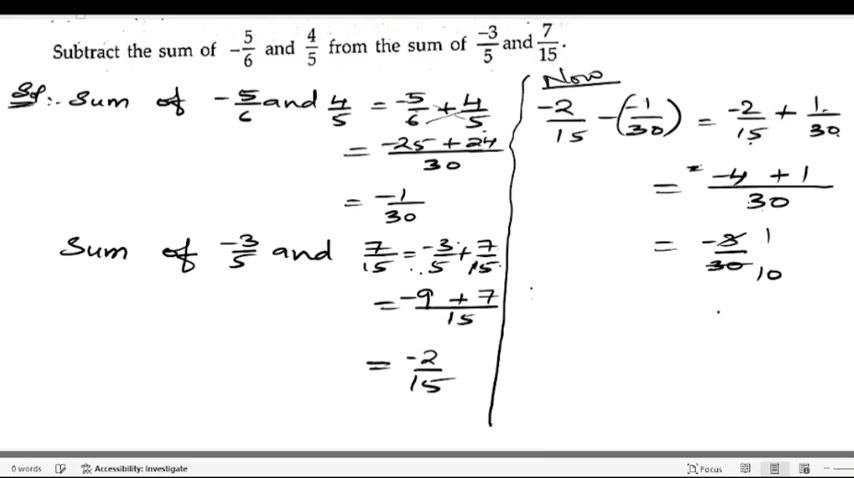 Subtract the sum of -5/6 and 4/5 from the sum of -3/5 and 7/15.
Sol:- Sum of -5/6 and 4/5 = -5/6 + 4/5
= -25 + 24/30
= -1/30
Sum of -3/5 and 7/15 = -3/5 + 7/15
= -9 + 7/15
= -2/15
Now
-2/15 - (-1/30) = -2/15 + 1/30
= -4 + 1/30
= -3/30 1/10
0 words
Accessibility: Investigate
Focus